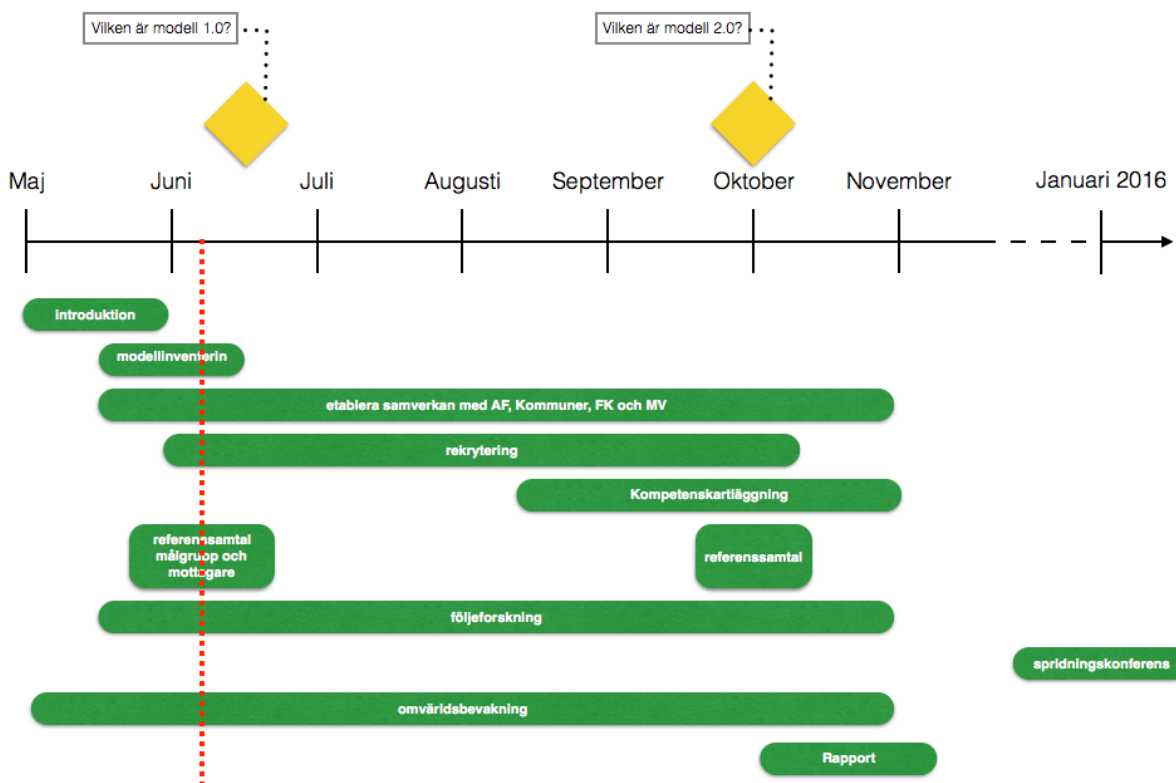 Vilken är modell 1.0?
Vilken är modell 2.0?
Maj
Juni
Juli
Augusti
September
Oktober
November
Januari 2016
introduktion
modellinventerin
etablera samverkan med AF, Kommuner, FK och MV
rekrytering
Kompetenskartläggning
referenssamtal
målgrupp och
mottagare
referenssamtal
följeforskning
spridningskonferens
omvärldsbevakning
Rapport